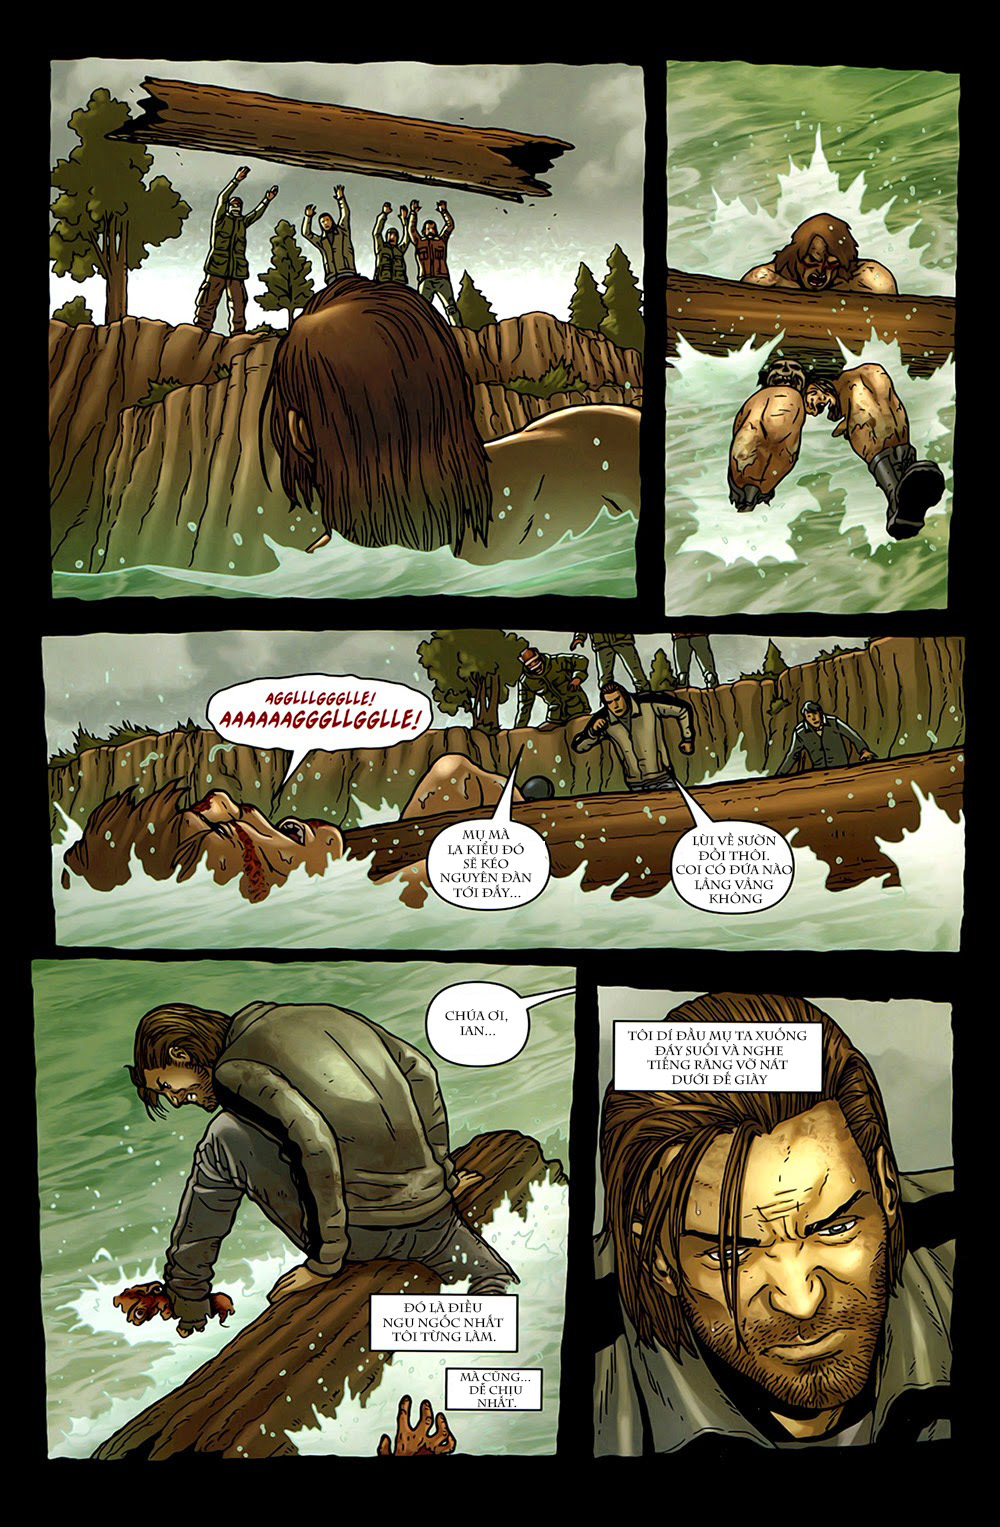 AGGLLLGGGLLE!
AAAAAAGGGLLGGLLE!
MỤ MÀ
LA KIỂU ĐÓ
SẼ KÉO
NGUYÊN ĐÀN
TỚI ĐẤY...
LÙI VỀ SƯỜN
ĐỒI THÔI.
COI CÓ ĐỨA NÀO
LẢNG VẢNG
KHÔNG
CHÚA ƠI,
IAN...
ĐÓ LÀ ĐIỀU
NGU NGỐC NHẤT
TÔI TỪNG LÀM.
MÀ CŨNG...
DỄ CHỊU
NHẤT.
TÔI DÍ ĐẦU MỤ TA XUỐNG
ĐÁY SUỐI VÀ NGHE
TIẾNG RĂNG VỠ NÁT
DƯỚI ĐẾ GIÀY